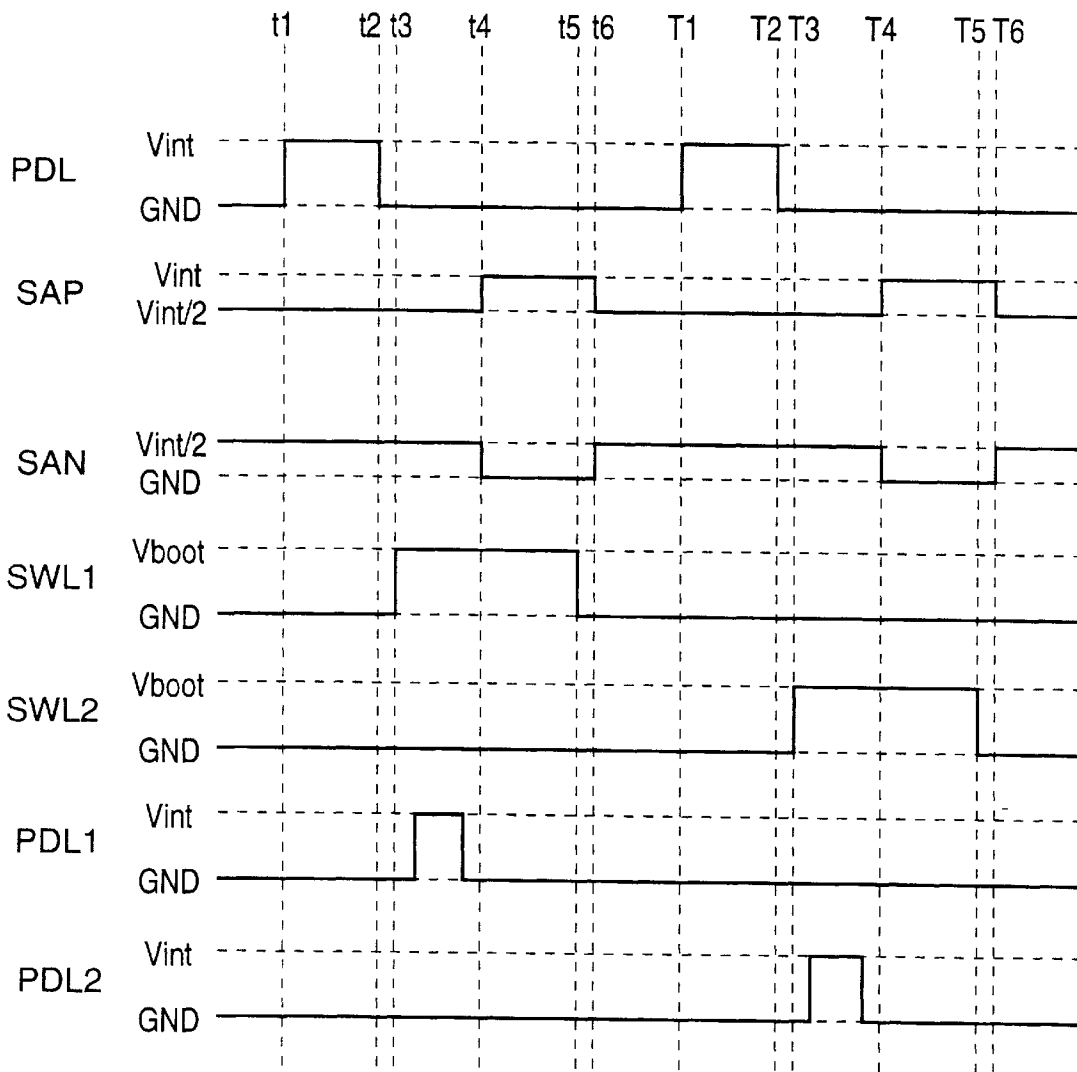 t1 t2 t3 t4 t5 t6 T1 T2 T3 T4 T5 T6
Vint
PDL
GND
Vint
SAP
Vint/2
Vint/2
SAN
GND
Vboot
SWL1
GND
Vboot
SWL2
GND
Vint
PDL1
GND
Vint
PDL2
GND